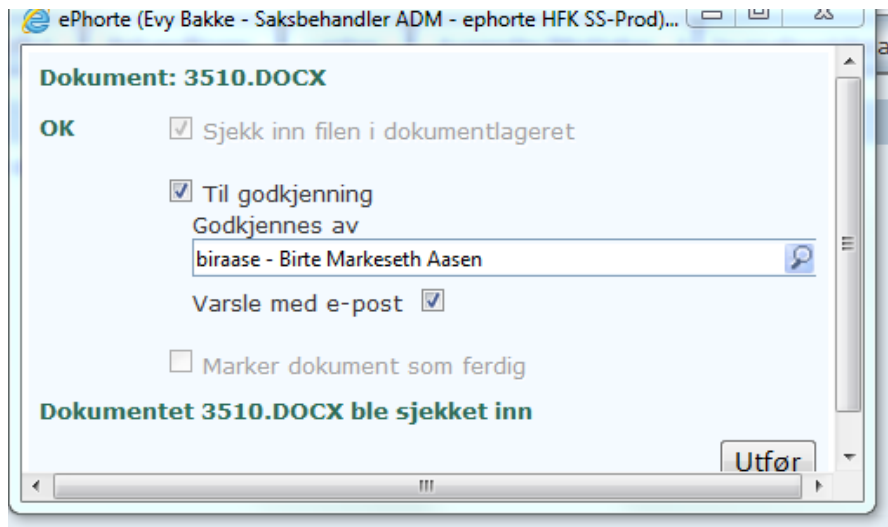 ePhorte (Evy Bakke - Saksbehandler ADM - ephorte HFK SS-Prod)...
Dokument: 3510.DOCX
OK
Sjekk inn filen i dokumentlageret
Til godkjenning
Godkjennes av
biraase - Birte Markeseth Aasen
Varsle med e-post
Marker dokument som ferdig
Dokumentet 3510.DOCX ble sjekket inn
Utfør